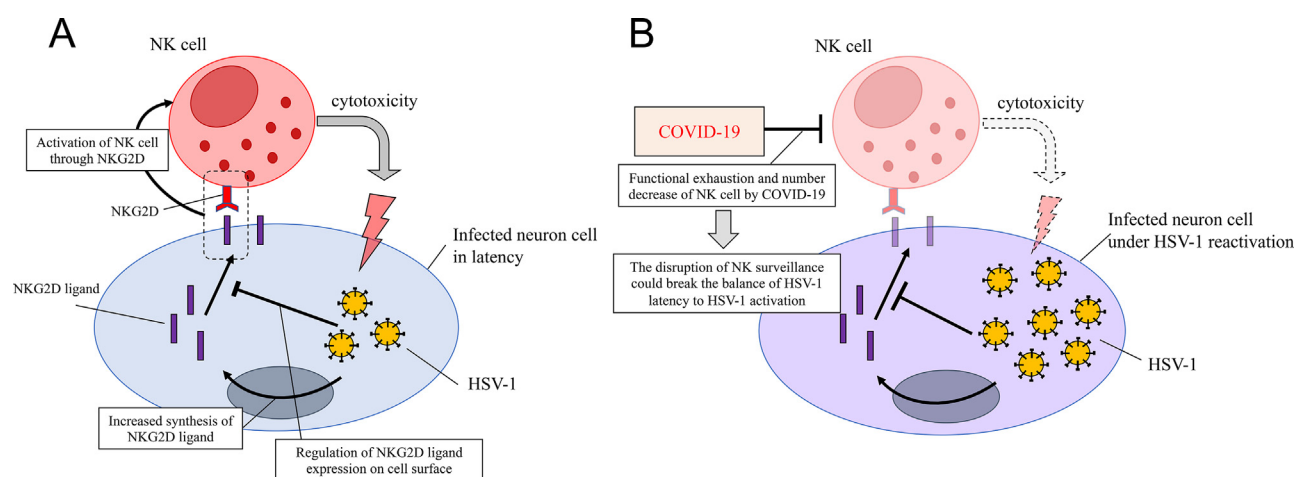 A
NK cell
cytotoxicity
Activation of NK cell
through NKG2D
NKG2D
Infected neuron cell
in latency
NKG2D ligand
HSV-1
Increased synthesis of
NKG2D ligand
Regulation of NKG2D ligand
expression on cell surface
B
NK cell
cytotoxicity
COVID-19
Functional exhaustion and number
decrease of NK cell by COVID-19
Infected neuron cell
under HSV-1 reactivation
The disruption of NK surveillance
could break the balance of HSV-1
latency to HSV-1 activation
HSV-1